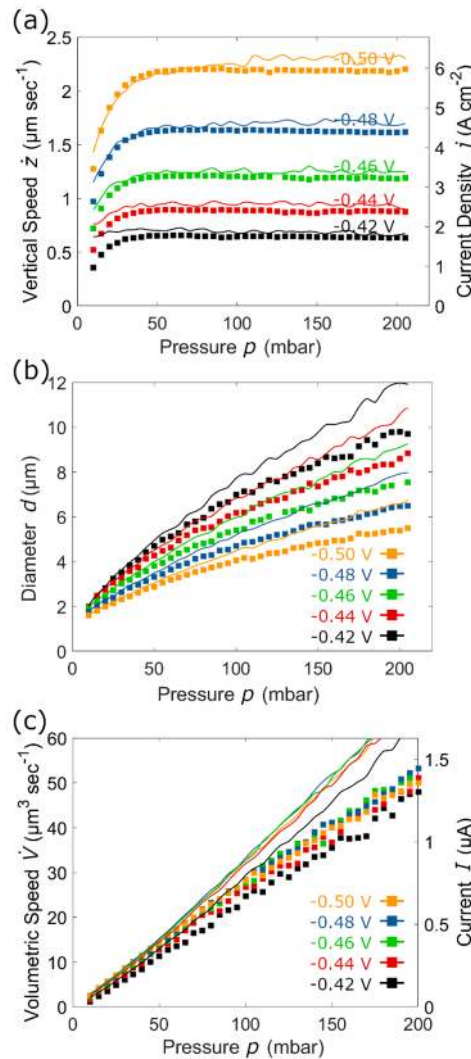 (a)
2.5
2
1.5
1
0.5
0
Vertical Speed ż (μm sec⁻¹)
-0.50 V
-0.48 V
-0.46 V
-0.44 V
-0.42 V
6
5
4
3
2
1
0
Current Density j (A cm⁻²)
0 50 100 150 200
Pressure p (mbar)
(b)
12
10
8
6
4
2
0
Diameter d (μm)
-0.50 V
-0.48 V
-0.46 V
-0.44 V
-0.42 V
0 50 100 150 200
Pressure p (mbar)
(c)
60
50
40
30
20
10
0
Volumetric Speed V̇ (μm³ sec⁻¹)
-0.50 V
-0.48 V
-0.46 V
-0.44 V
-0.42 V
1.5
1
0.5
0
Current I (μA)
0 50 100 150 200
Pressure p (mbar)